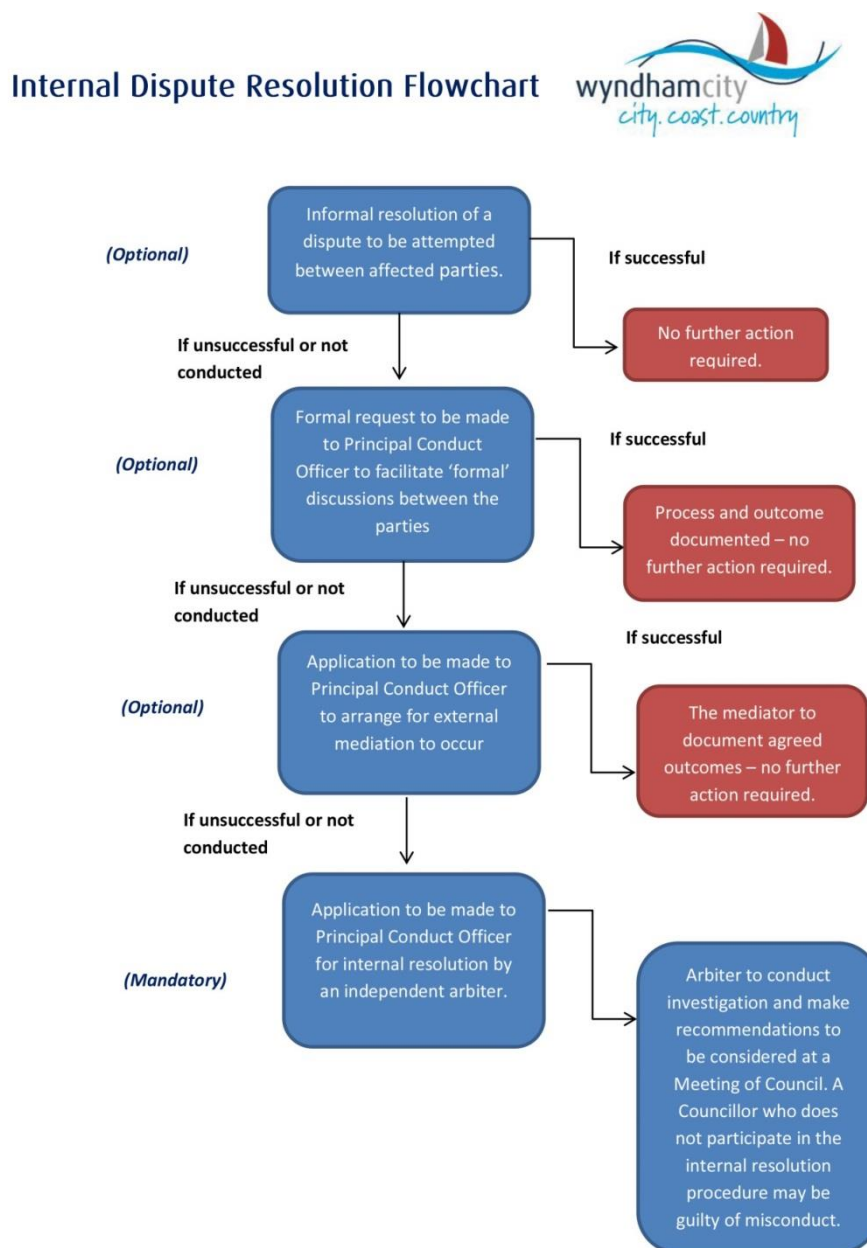 Internal Dispute Resolution Flowchart
wyndhamcity
city.coast.country
(Optional)
Informal resolution of a
dispute to be attempted
between affected parties.
If successful
No further action
required.
If unsuccessful or not
conducted
(Optional)
Formal request to be made
to Principal Conduct
Officer to facilitate ‘formal’
discussions between the
parties
If successful
Process and outcome
documented – no
further action required.
If unsuccessful or not
conducted
(Optional)
Application to be made to
Principal Conduct Officer
to arrange for external
mediation to occur
If successful
The mediator to
document agreed
outcomes – no further
action required.
If unsuccessful or not
conducted
(Mandatory)
Application to be made to
Principal Conduct Officer
for internal resolution by
an independent arbiter.
Arbiter to conduct
investigation and make
recommendations to
be considered at a
Meeting of Council. A
Councillor who does
not participate in the
internal resolution
procedure may be
guilty of misconduct.